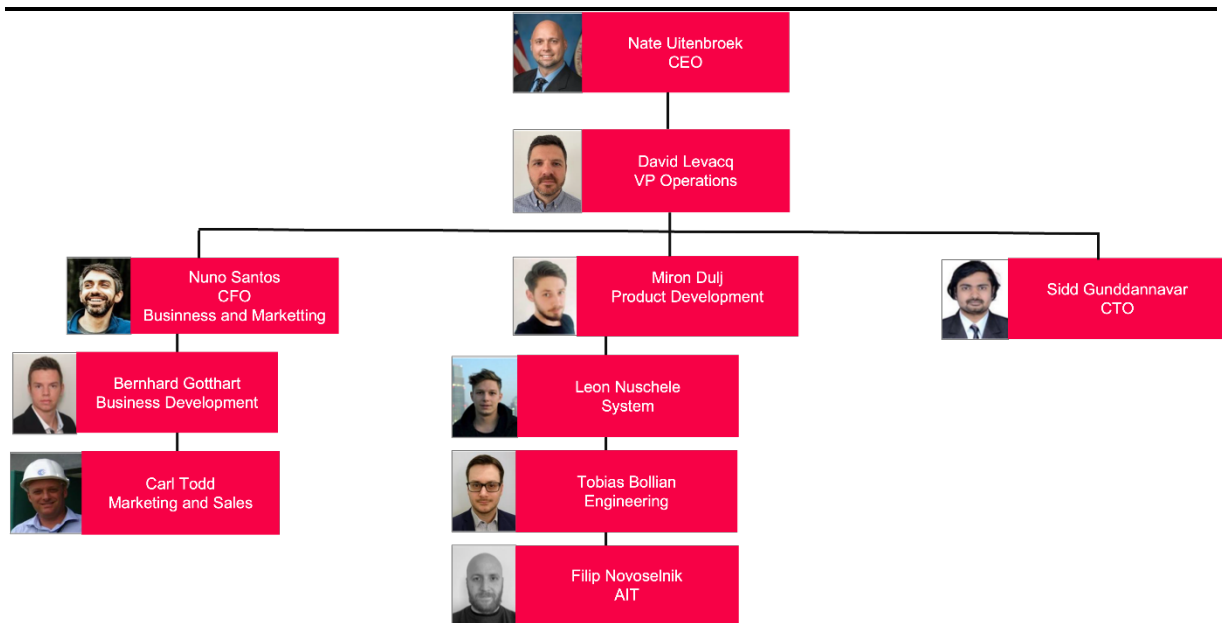 Nate Uitenbroek
CEO
David Levacq
VP Operations
Nuno Santos
CFO
Businness and Marketting
Miron Dulj
Product Development
Sidd Gunddannavar
CTO
Bernhard Gotthart
Business Development
Leon Nuschele
System
Carl Todd
Marketing and Sales
Tobias Bollian
Engineering
Filip Novoselnik
AIT